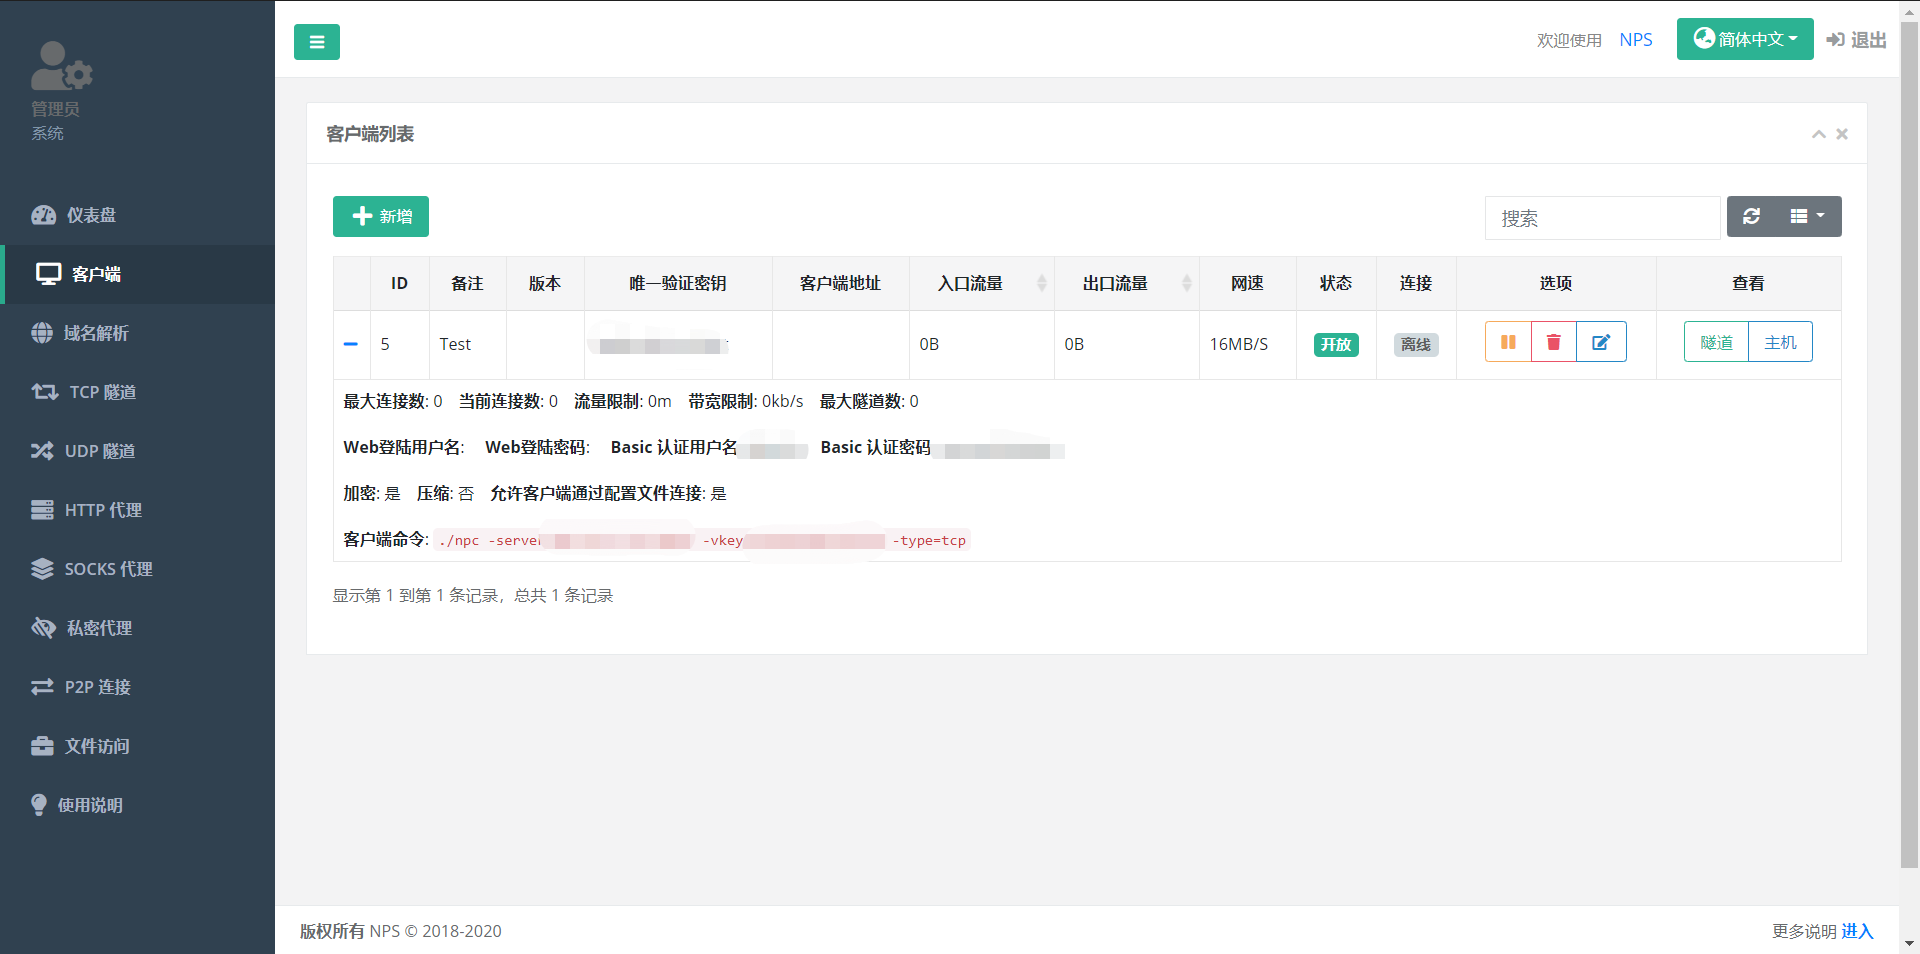 欢迎使用 NPS 简体中文 退出
管理员
系统
仪表盘
客户端
域名解析
TCP 隧道
UDP 隧道
HTTP 代理
SOCKS 代理
私密代理
P2P 连接
文件访问
使用说明
客户端列表
新增
搜索
ID 备注 版本 唯一验证密钥 客户端地址 入口流量 出口流量 网速 状态 连接 选项 查看
5 Test 0B 0B 16MB/S 开放 离线 隧道 主机
最大连接数: 0 当前连接数: 0 流量限制: 0m 带宽限制: 0kb/s 最大隧道数: 0
Web登陆用户名: Web登陆密码: Basic 认证用户名 Basic 认证密码
加密: 是 压缩: 否 允许客户端通过配置文件连接: 是
客户端命令: ./npc -server -vkey -type=tcp
显示第 1 到第 1 条记录，总共 1 条记录
版权所有 NPS © 2018-2020
更多说明 进入